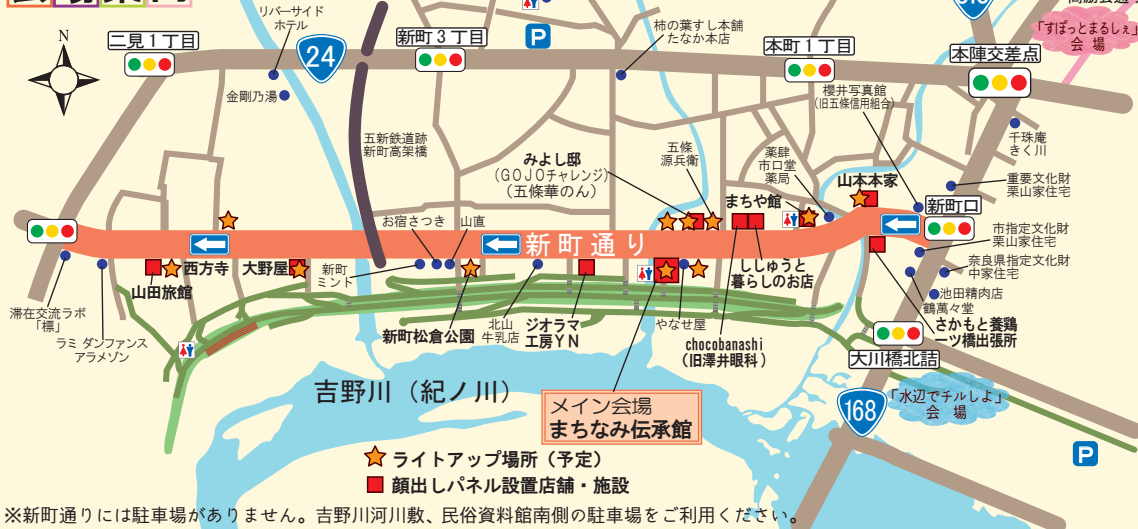 リバーサイド
ホテル
二見1丁目
24
新町3丁目
P
柿の葉すし本舗
たなか本店
本町1丁目
「すぽっとまるしぇ」
会 場
本陣交差点
N
金剛乃湯
五新鉄道跡
新町高架橋
みよし邸
(GOJOチャレンジ)
(五條華のん)
五條
源兵衛
薬肆
市口堂
薬局
櫻井写真館
(旧五條信用組合)
千珠庵
きく川
まちや館
山本本家
重要文化財
栗山家住宅
新町口
お宿さつき
山直
新町通り
市指定文化財
栗山家住宅
西方寺
大野屋
新町
ミント
山田旅館
ししゅうと
暮らしのお店
奈良県指定文化財
中家住宅
池田精肉店
鶴萬々堂
滞在交流ラボ
「標」
ラミ ダンファンス
アラメゾン
新町松倉公園
北山
牛乳店
ジオラマ
工房YN
やなせ屋
chocobanashi
(旧澤井眼科)
さかもと養鶏
一ツ橋出張所
大川橋北詰
吉野川(紀ノ川)
メイン会場
まちなみ伝承館
168
「水辺でチルしよ」
会 場
P
ライトアップ場所(予定)
顔出しパネル設置店舗・施設
※新町通りには駐車場がありません。吉野川河川敷、民俗資料館南側の駐車場をご利用ください。